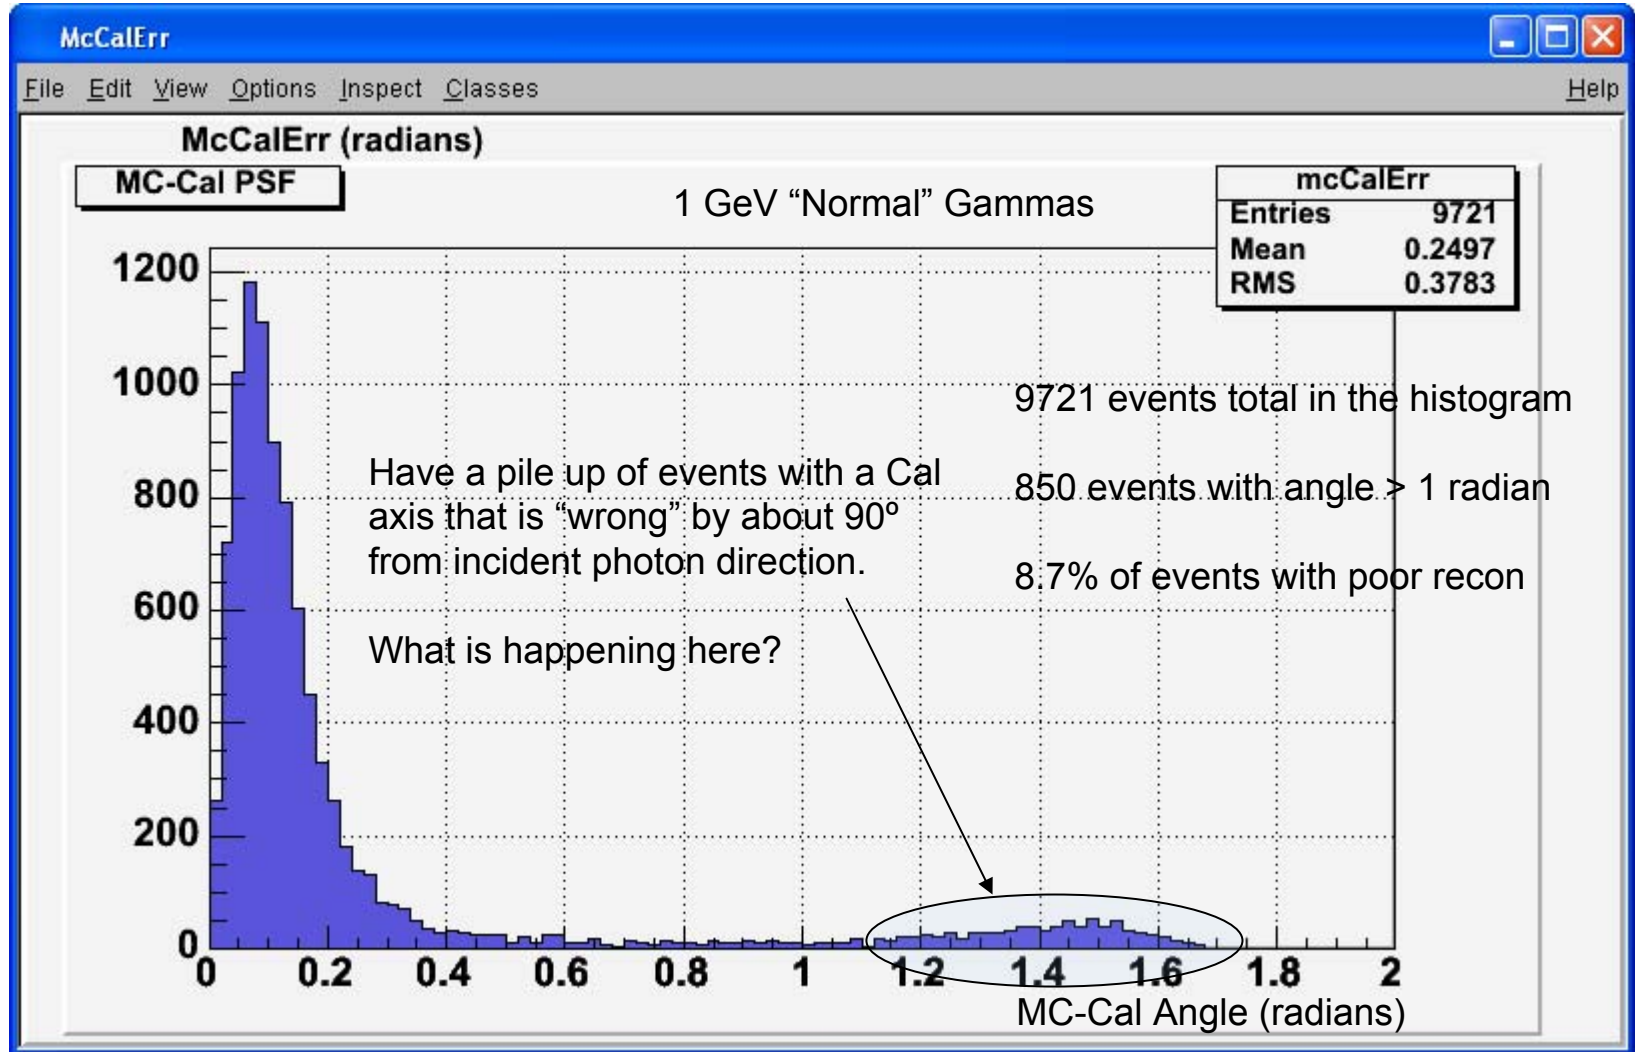 McCalErr
File Edit View Options Inspect Classes Help
McCalErr (radians)
MC-Cal PSF
1 GeV “Normal” Gammas
mcCalErr
Entries 9721
Mean 0.2497
RMS 0.3783
1200
1000
800
600
400
200
0
9721 events total in the histogram
850 events with angle > 1 radian
8.7% of events with poor recon
Have a pile up of events with a Cal
axis that is “wrong” by about 90º
from incident photon direction.
What is happening here?
0 0.2 0.4 0.6 0.8 1 1.2 1.4 1.6 1.8 2
MC-Cal Angle (radians)